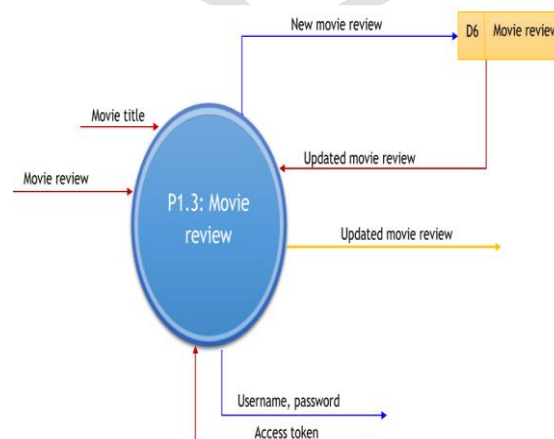 New movie review
D6 Movie review
Movie title
Updated movie review
Movie review
P1.3: Movie
review
Updated movie review
Username, password
Access token